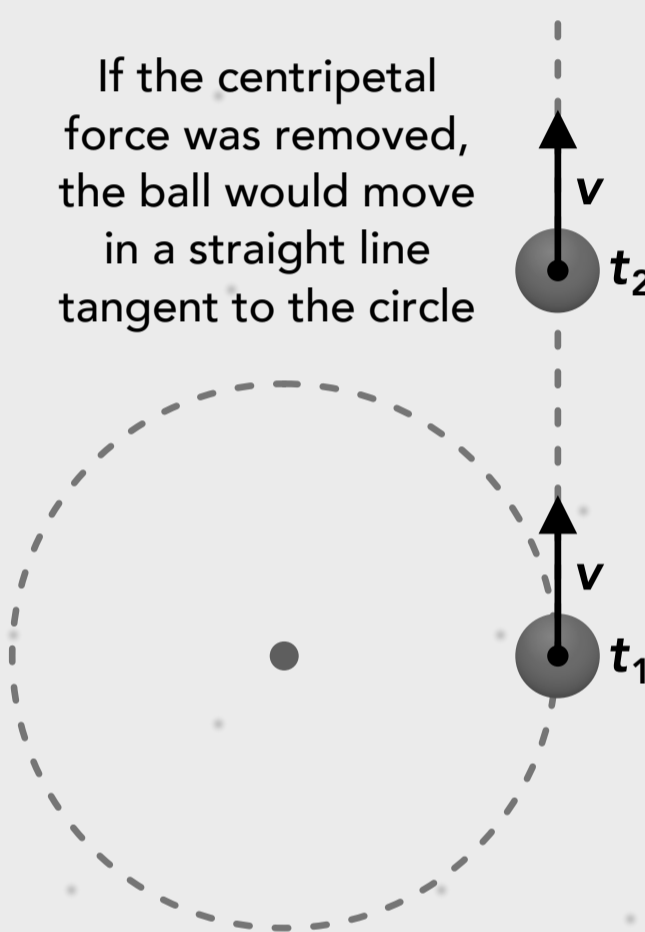 If the centripetal
force was removed,
the ball would move
in a straight line
tangent to the circle
v
t₂
v
t₁